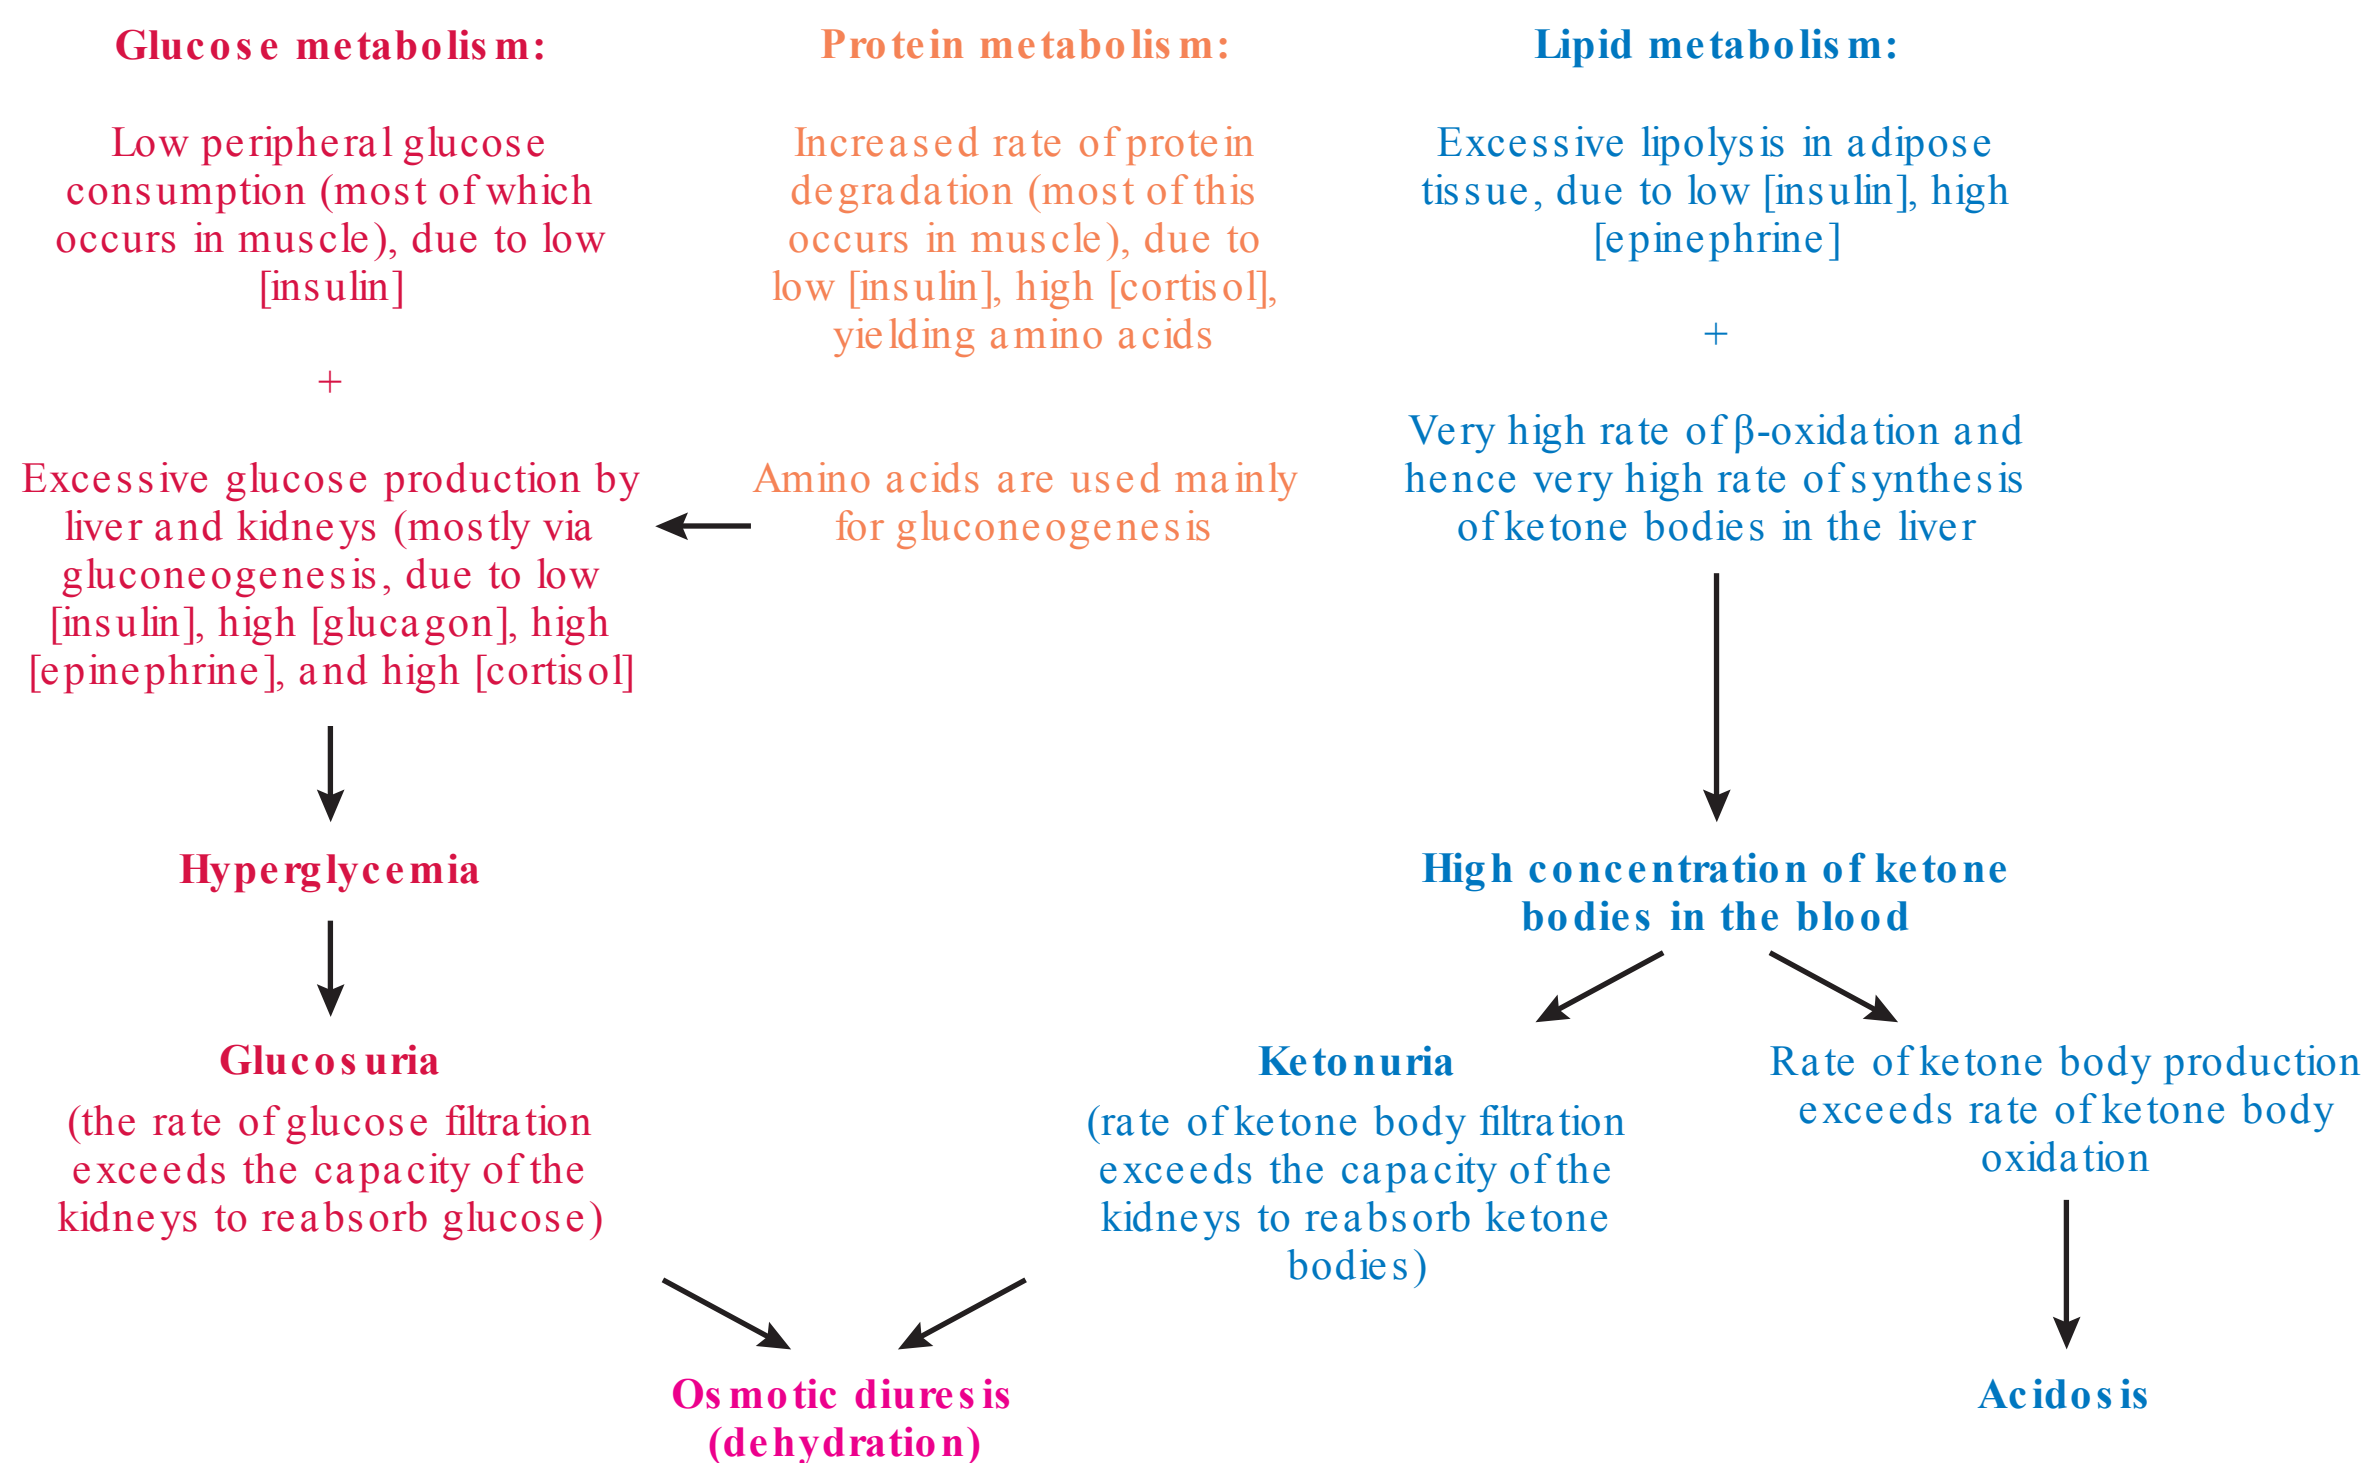 Glucose metabolism:
Low peripheral glucose
consumption (most of which
occurs in muscle), due to low
[insulin]
+
Excessive glucose production by
liver and kidneys (mostly via
gluconeogenesis, due to low
[insulin], high [glucagon], high
[epinephrine], and high [cortisol]
Hyperglycemia
Glucosuria
(the rate of glucose filtration
exceeds the capacity of the
kidneys to reabsorb glucose)
Protein metabolism:
Increased rate of protein
degradation (most of this
occurs in muscle), due to
low [insulin], high [cortisol],
yielding amino acids
Amino acids are used mainly
for gluconeogenesis
Lipid metabolism:
Excessive lipolysis in adipose
tissue, due to low [insulin], high
[epinephrine]
+
Very high rate of β-oxidation and
hence very high rate of synthesis
of ketone bodies in the liver
High concentration of ketone
bodies in the blood
Ketonuria
(rate of ketone body filtration
exceeds the capacity of the
kidneys to reabsorb ketone
bodies)
Rate of ketone body production
exceeds rate of ketone body
oxidation
Osmotic diuresis
(dehydration)
Acidosis